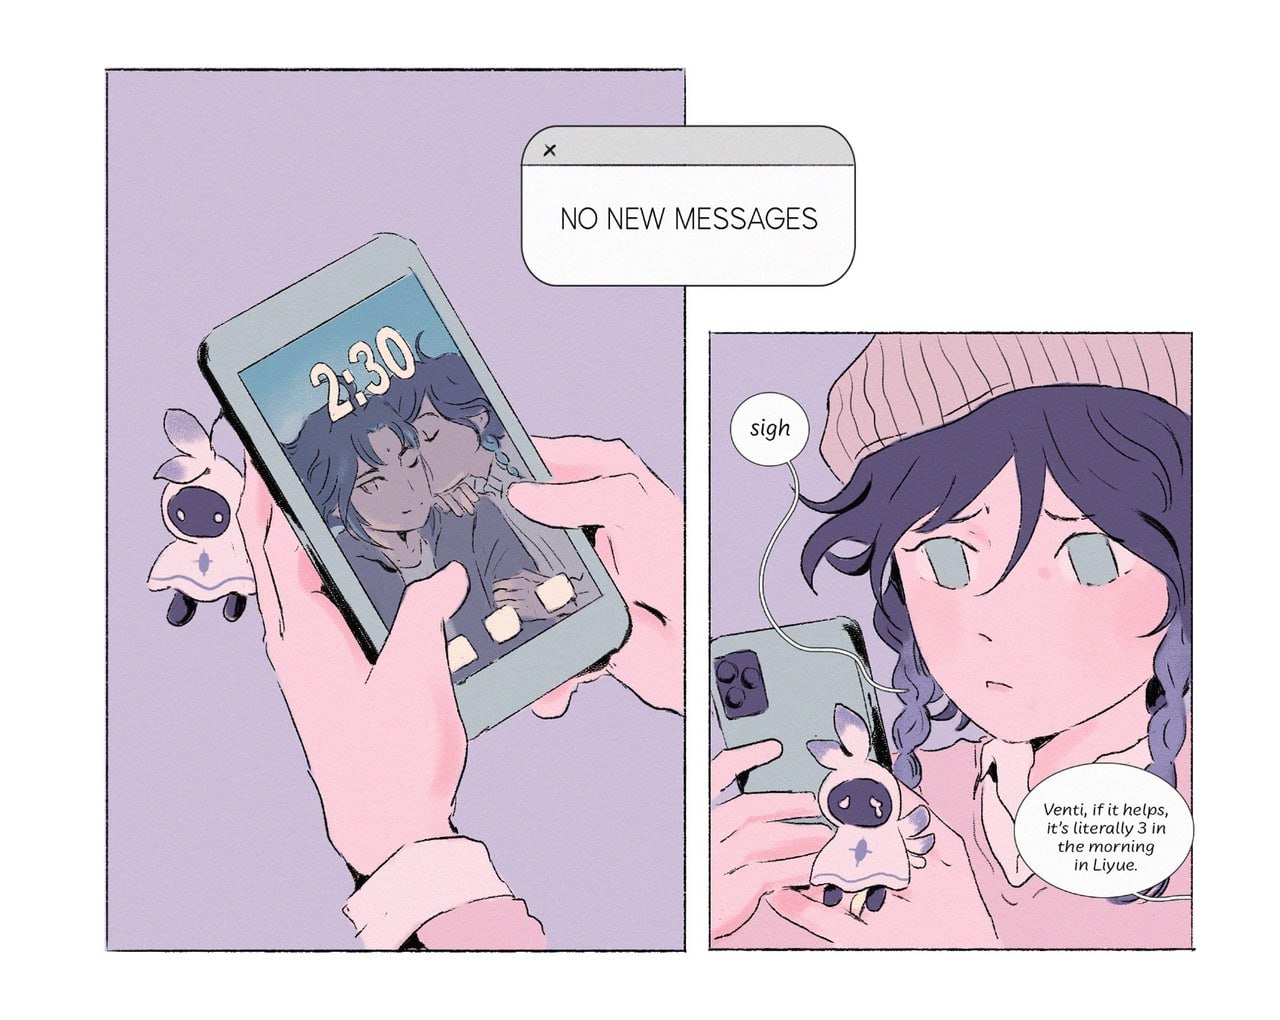 ×
NO NEW MESSAGES
2:30
sigh
Venti, if it helps,
it's literally 3 in
the morning
in Liyue.